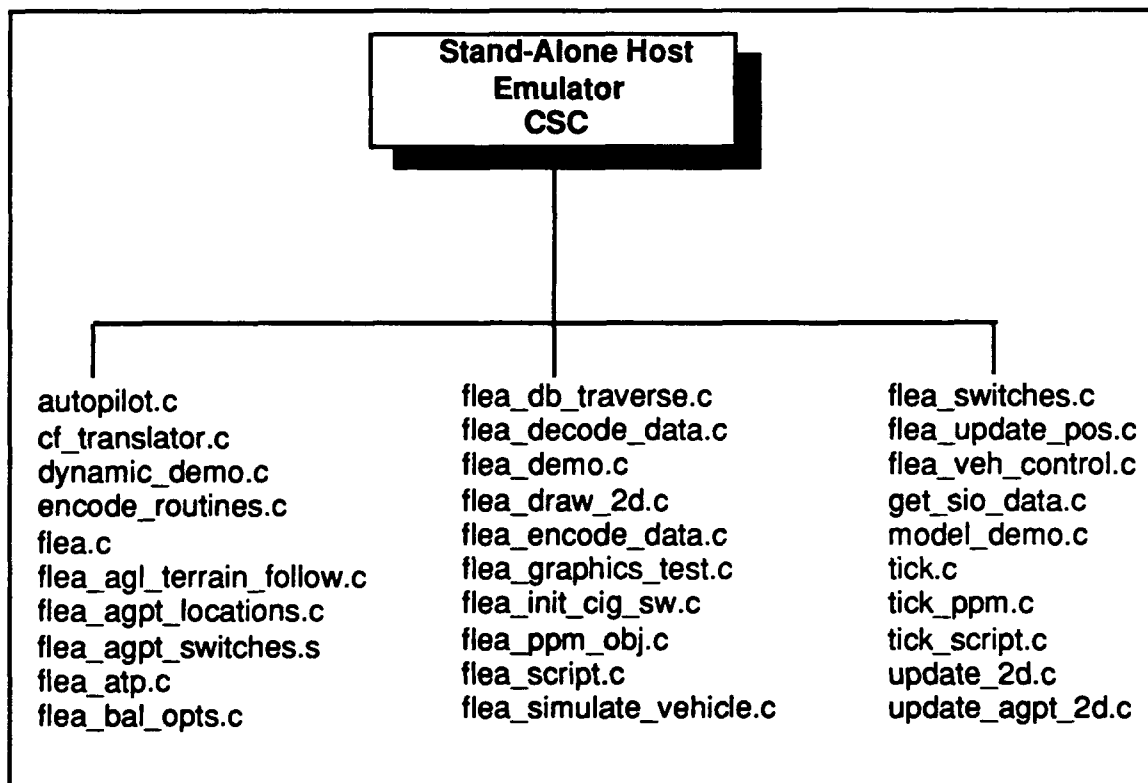 Stand-Alone Host
Emulator
CSC
autopilot.c
cf_translator.c
dynamic_demo.c
encode_routines.c
flea.c
flea_agl_terrain_follow.c
flea_agpt_locations.c
flea_agpt_switches.s
flea_atp.c
flea_bal_opts.c
flea_db_traverse.c
flea_decode_data.c
flea_demo.c
flea_draw_2d.c
flea_encode_data.c
flea_graphics_test.c
flea_init_cig_sw.c
flea_ppm_obj.c
flea_script.c
flea_simulate_vehicle.c
flea_switches.c
flea_update_pos.c
flea_veh_control.c
get_sio_data.c
model_demo.c
tick.c
tick_ppm.c
tick_script.c
update_2d.c
update_agpt_2d.c